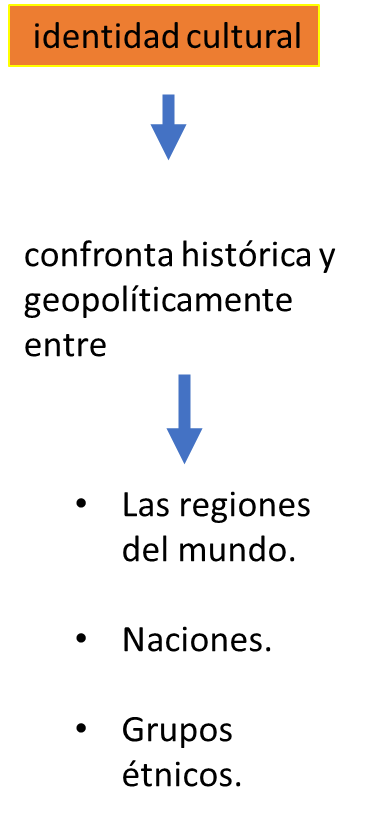 identidad cultural
confronta histórica y
geopolíticamente
entre
• Las regiones
del mundo.
• Naciones.
• Grupos
étnicos.